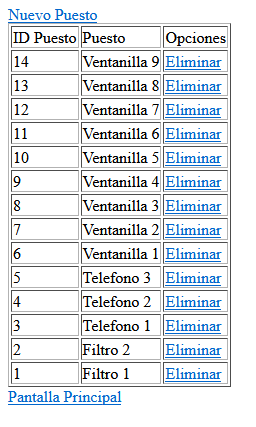 Nuevo Puesto
ID Puesto Puesto Opciones
14 Ventanilla 9 Eliminar
13 Ventanilla 8 Eliminar
12 Ventanilla 7 Eliminar
11 Ventanilla 6 Eliminar
10 Ventanilla 5 Eliminar
9 Ventanilla 4 Eliminar
8 Ventanilla 3 Eliminar
7 Ventanilla 2 Eliminar
6 Ventanilla 1 Eliminar
5 Telefono 3 Eliminar
4 Telefono 2 Eliminar
3 Telefono 1 Eliminar
2 Filtro 2 Eliminar
1 Filtro 1 Eliminar
Pantalla Principal